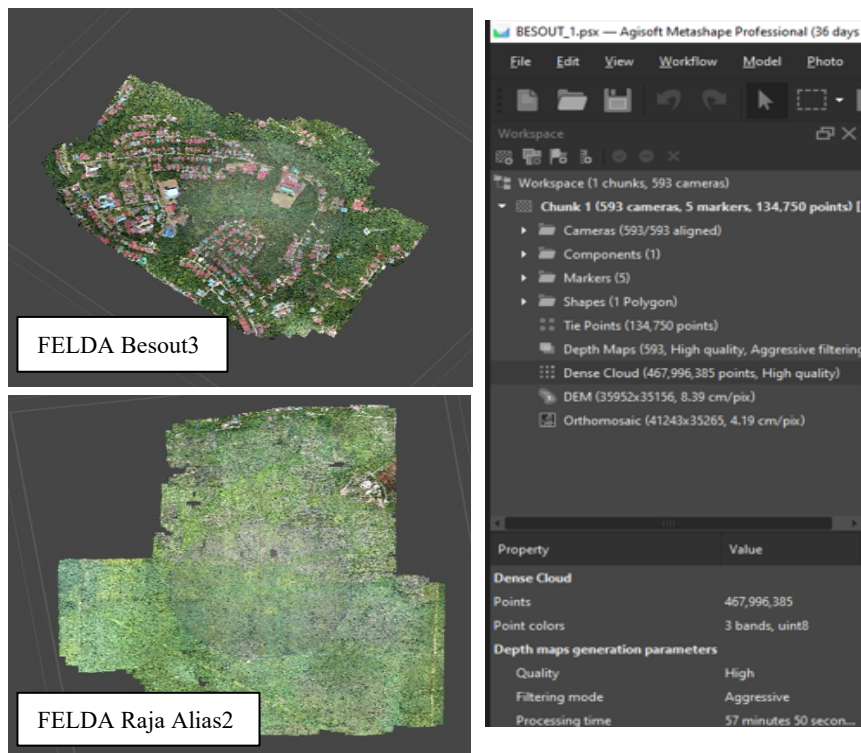 FELDA Besout3
FELDA Raja Alias2
BESOUT_1.psx — Agisoft Metashape Professional (36 days
File Edit View Workflow Model Photo
Workspace
Workspace (1 chunks, 593 cameras)
Chunk 1 (593 cameras, 5 markers, 134,750 points) [
Cameras (593/593 aligned)
Components (1)
Markers (5)
Shapes (1 Polygon)
Tie Points (134,750 points)
Depth Maps (593, High quality, Aggressive filtering
Dense Cloud (467,996,385 points, High quality)
DEM (35952x35156, 8.39 cm/pix)
Orthomosaic (41243x35265, 4.19 cm/pix)
Property Value
Dense Cloud
Points 467,996,385
Point colors 3 bands, uint8
Depth maps generation parameters
Quality High
Filtering mode Aggressive
Processing time 57 minutes 50 secon...